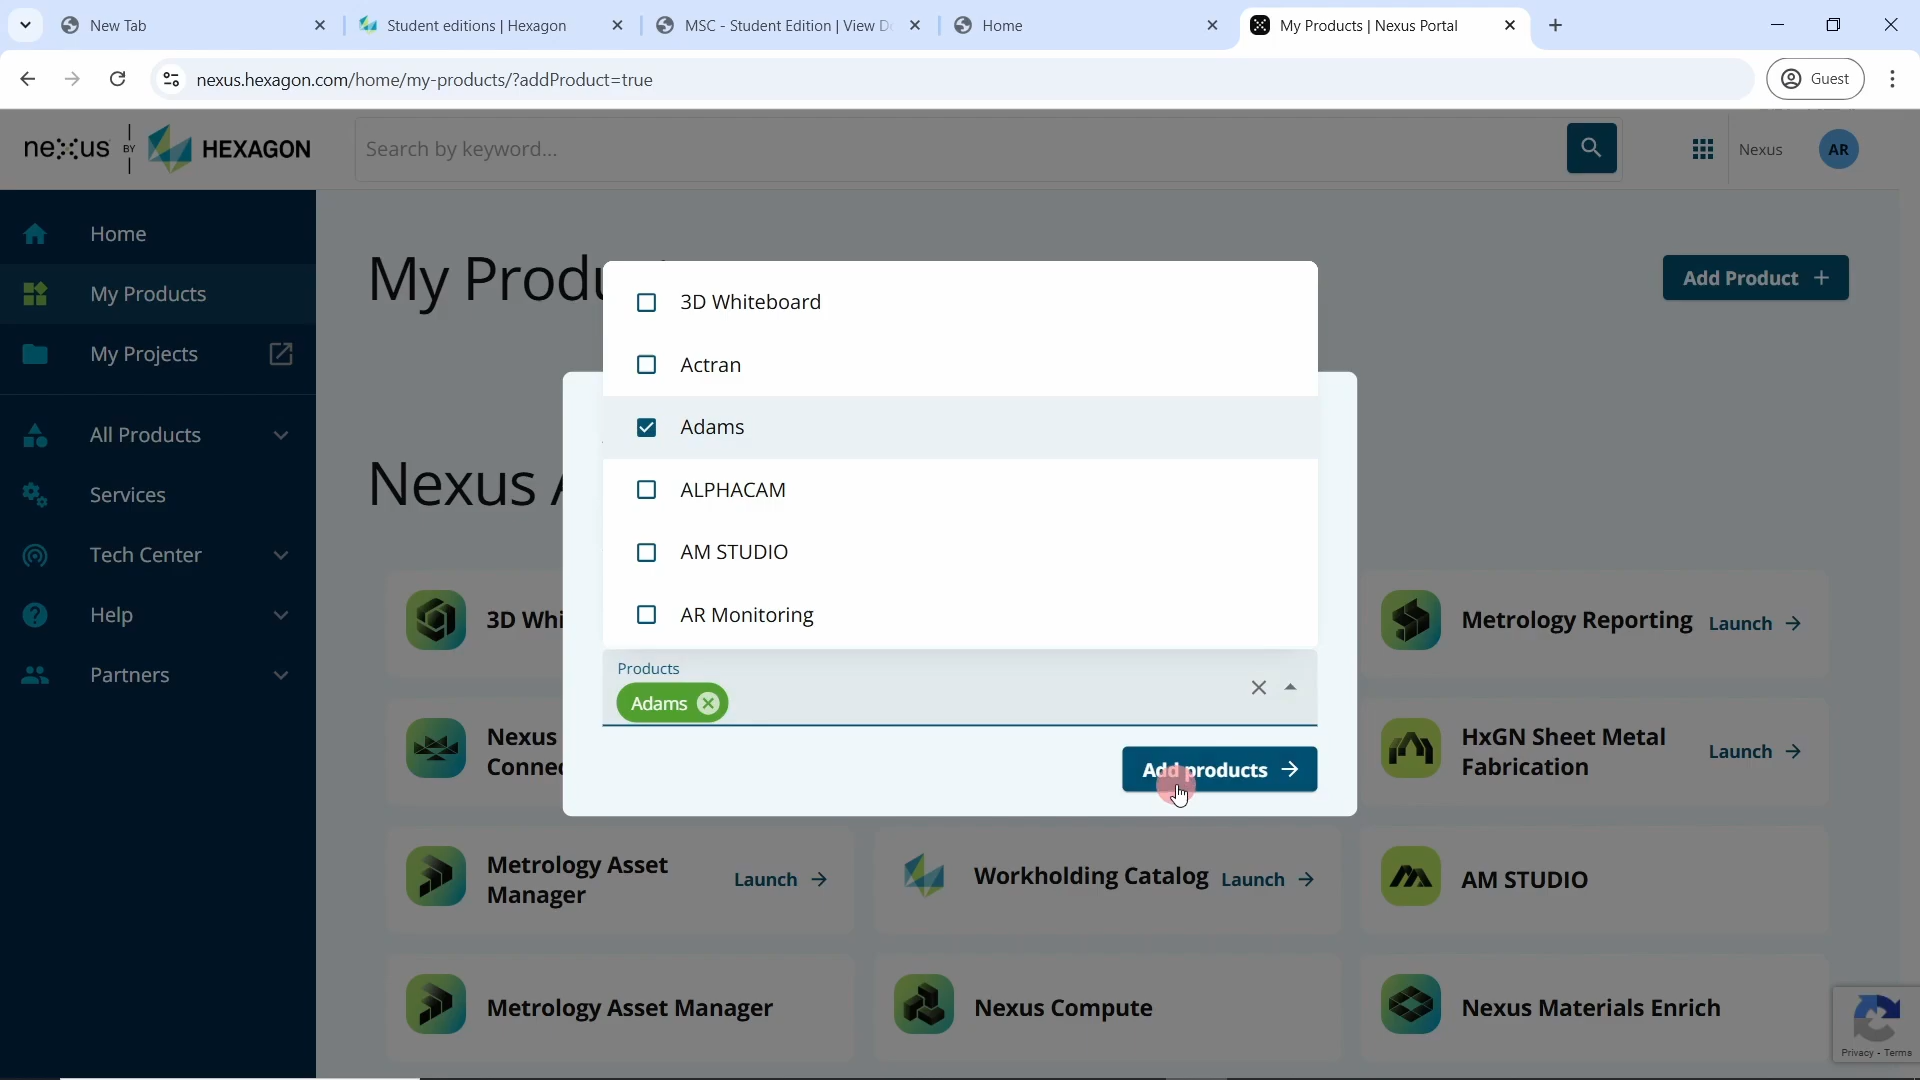 New Tab
Student editions | Hexagon
MSC - Student Edition | View D
Home
My Products | Nexus Portal
nexus.hexagon.com/home/my-products/?addProduct=true
Guest
nexus BY HEXAGON
Search by keyword...
Nexus
AR
Home
My Products
My Projects
All Products
Services
Tech Center
Help
Partners
My Produ
Add Product +
Nexus A
3D Whiteboard
Actran
Adams
ALPHACAM
AM STUDIO
AR Monitoring
Products
Adams
Add products
3D Whi
Metrology Reporting
Launch
Nexus
Connec
HxGN Sheet Metal
Fabrication
Launch
Metrology Asset
Manager
Launch
Workholding Catalog
Launch
AM STUDIO
Metrology Asset Manager
Nexus Compute
Nexus Materials Enrich
Privacy - Terms